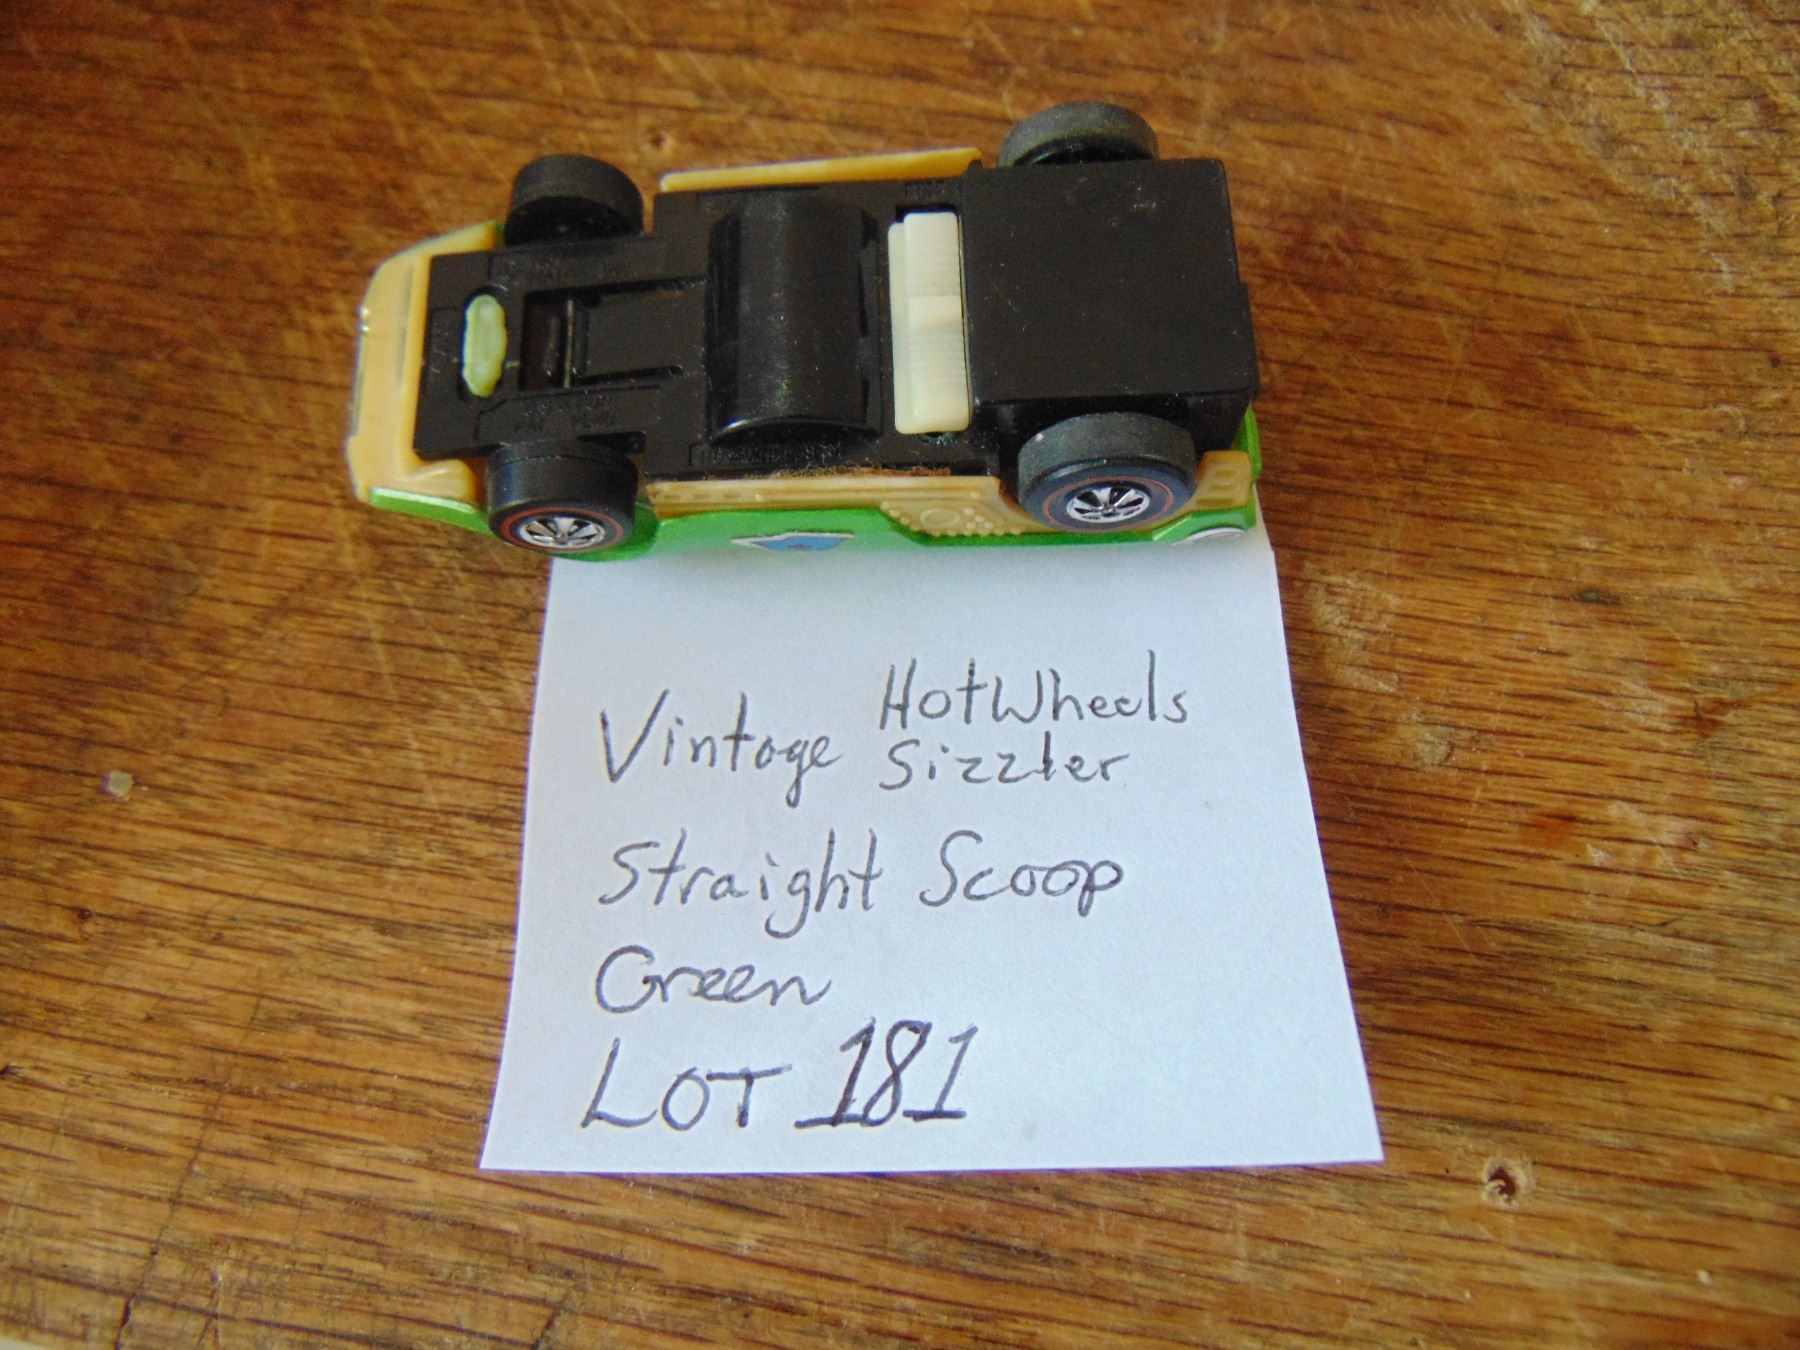 Vintage HotWheels
Sizzler
Straight Scoop
Green
LOT 181